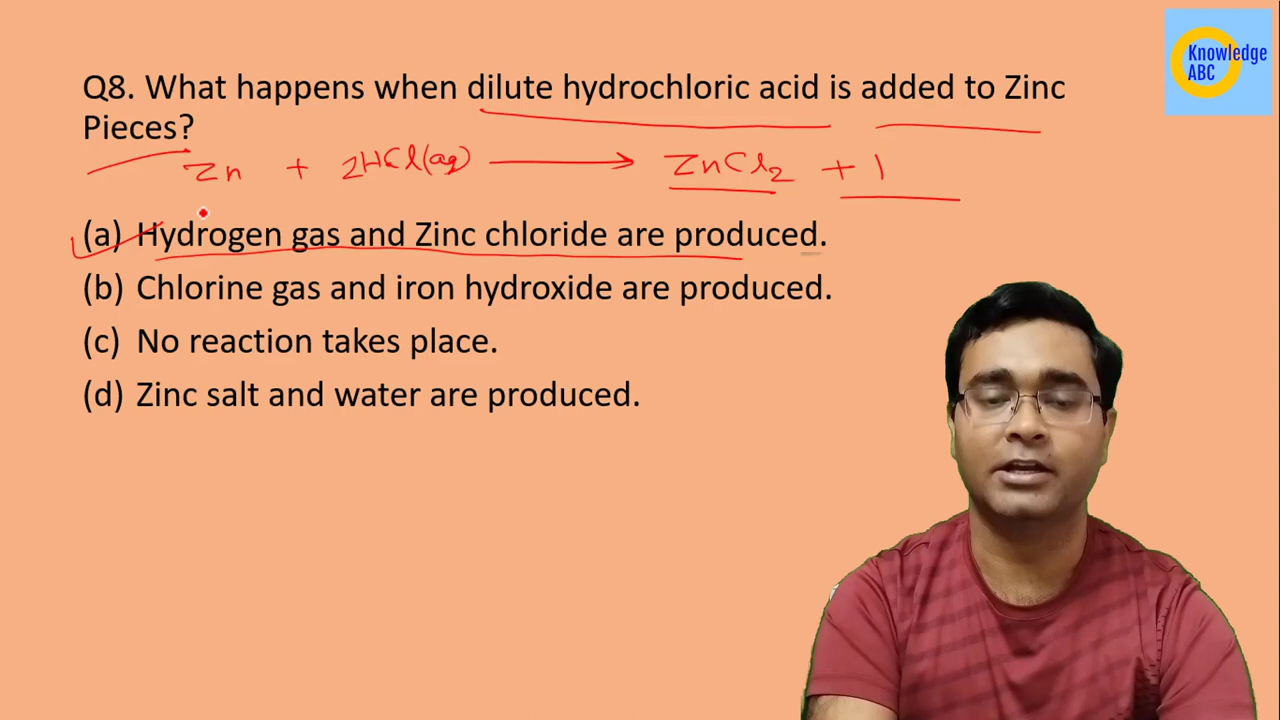 Knowledge
ABC
Q8. What happens when dilute hydrochloric acid is added to Zinc
Pieces?
Zn + 2HCl(aq) ⟶ ZnCl2 + 1
(a) Hydrogen gas and Zinc chloride are produced.
(b) Chlorine gas and iron hydroxide are produced.
(c) No reaction takes place.
(d) Zinc salt and water are produced.